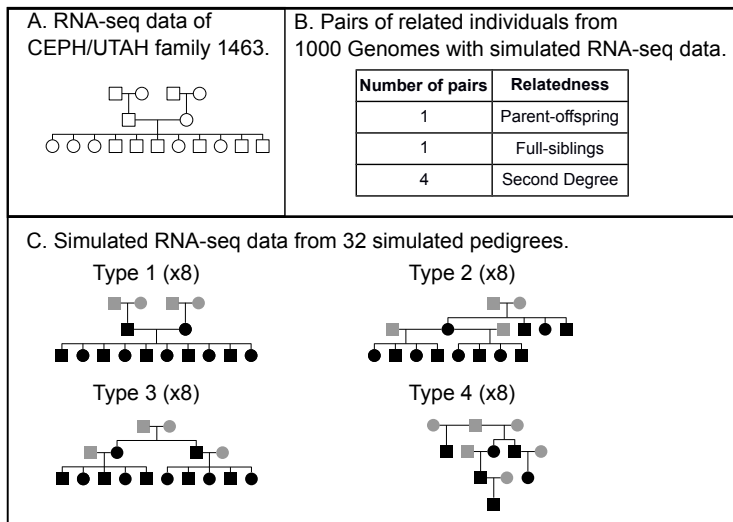 A. RNA-seq data of
CEPH/UTAH family 1463.
B. Pairs of related individuals from
1000 Genomes with simulated RNA-seq data.
Number of pairs Relatedness
1 Parent-offspring
1 Full-siblings
4 Second Degree
C. Simulated RNA-seq data from 32 simulated pedigrees.
Type 1 (x8) Type 2 (x8)
Type 3 (x8) Type 4 (x8)